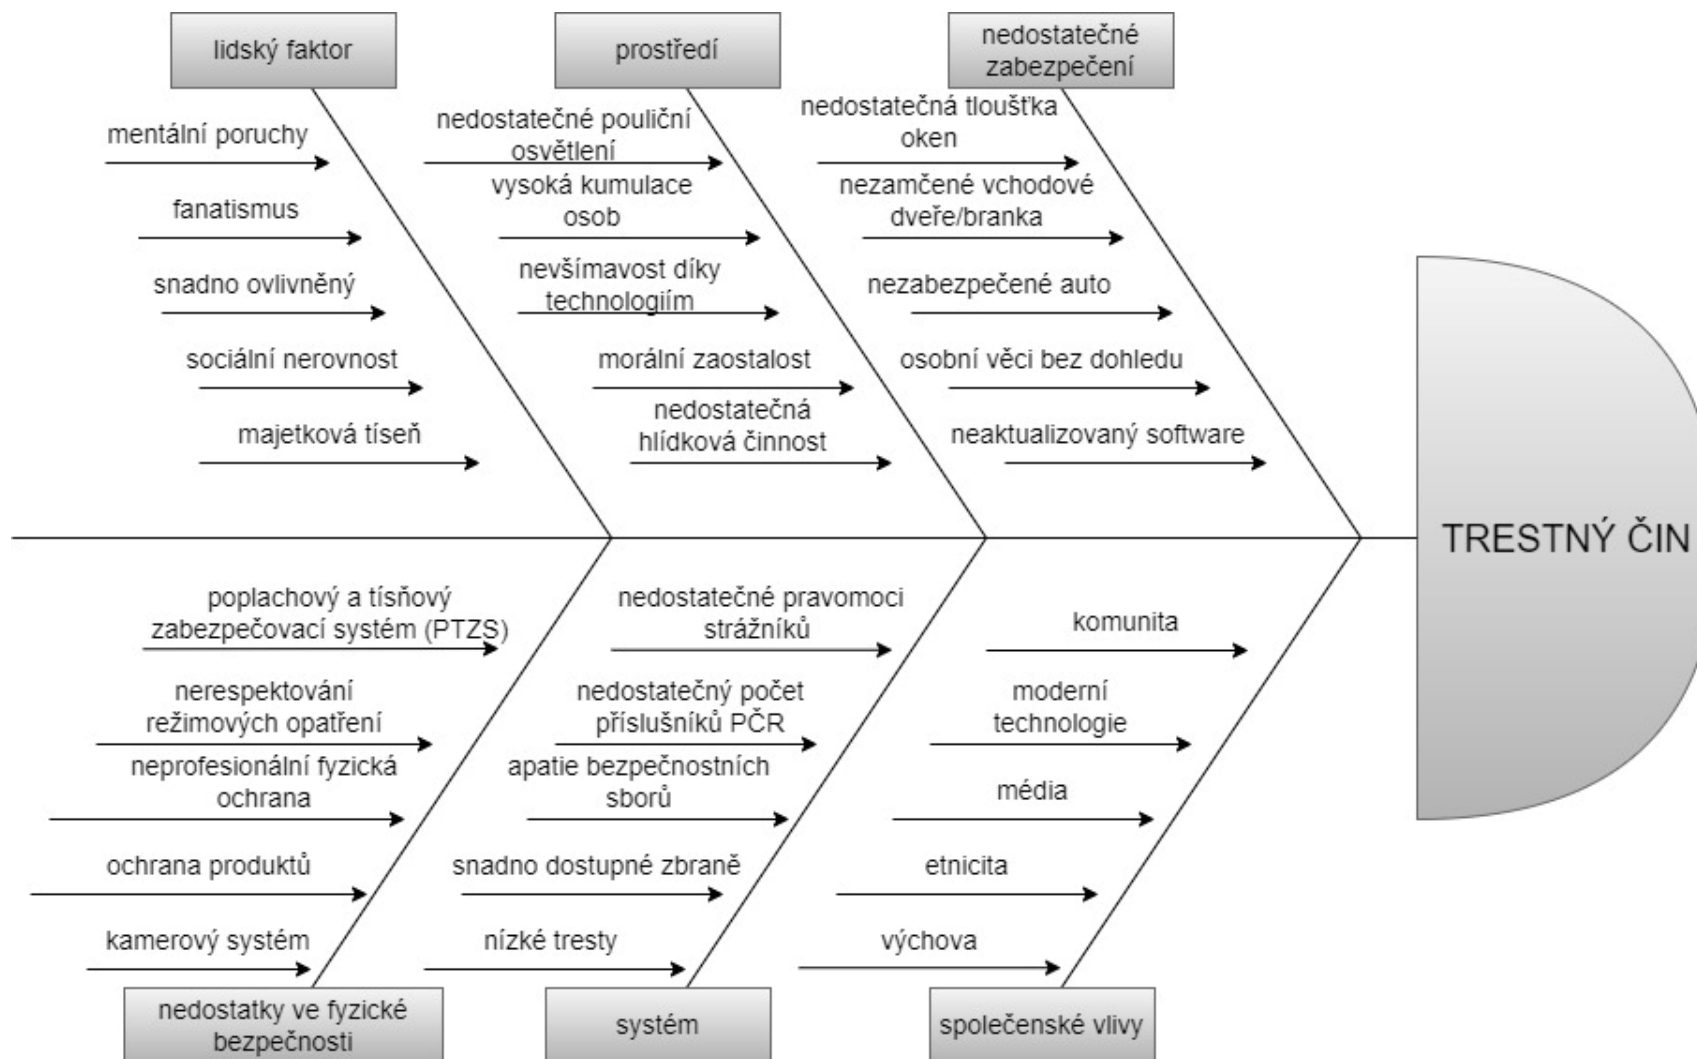 lidský faktor
prostředí
nedostatečné
zabezpečení
mentální poruchy
fanatismus
snadno ovlivněný
sociální nerovnost
majetková tíseň
nedostatečné pouliční
osvětlení
vysoká kumulace
osob
nevšímavost díky
technologiím
morální zaostalost
nedostatečná
hlídková činnost
nedostatečná tloušťka
oken
nezamčené vchodové
dveře/branka
nezabezpečené auto
osobní věci bez dohledu
neaktualizovaný software
TRESTNÝ ČIN
poplachový a tísňový
zabezpečovací systém (PTZS)
nerespektování
režimových opatření
neprofesionální fyzická
ochrana
ochrana produktů
kamerový systém
nedostatečné pravomoci
strážníků
nedostatečný počet
příslušníků PČR
apatie bezpečnostních
sborů
snadno dostupné zbraně
nízké tresty
komunita
moderní
technologie
média
etnicita
výchova
nedostatky ve fyzické
bezpečnosti
systém
společenské vlivy